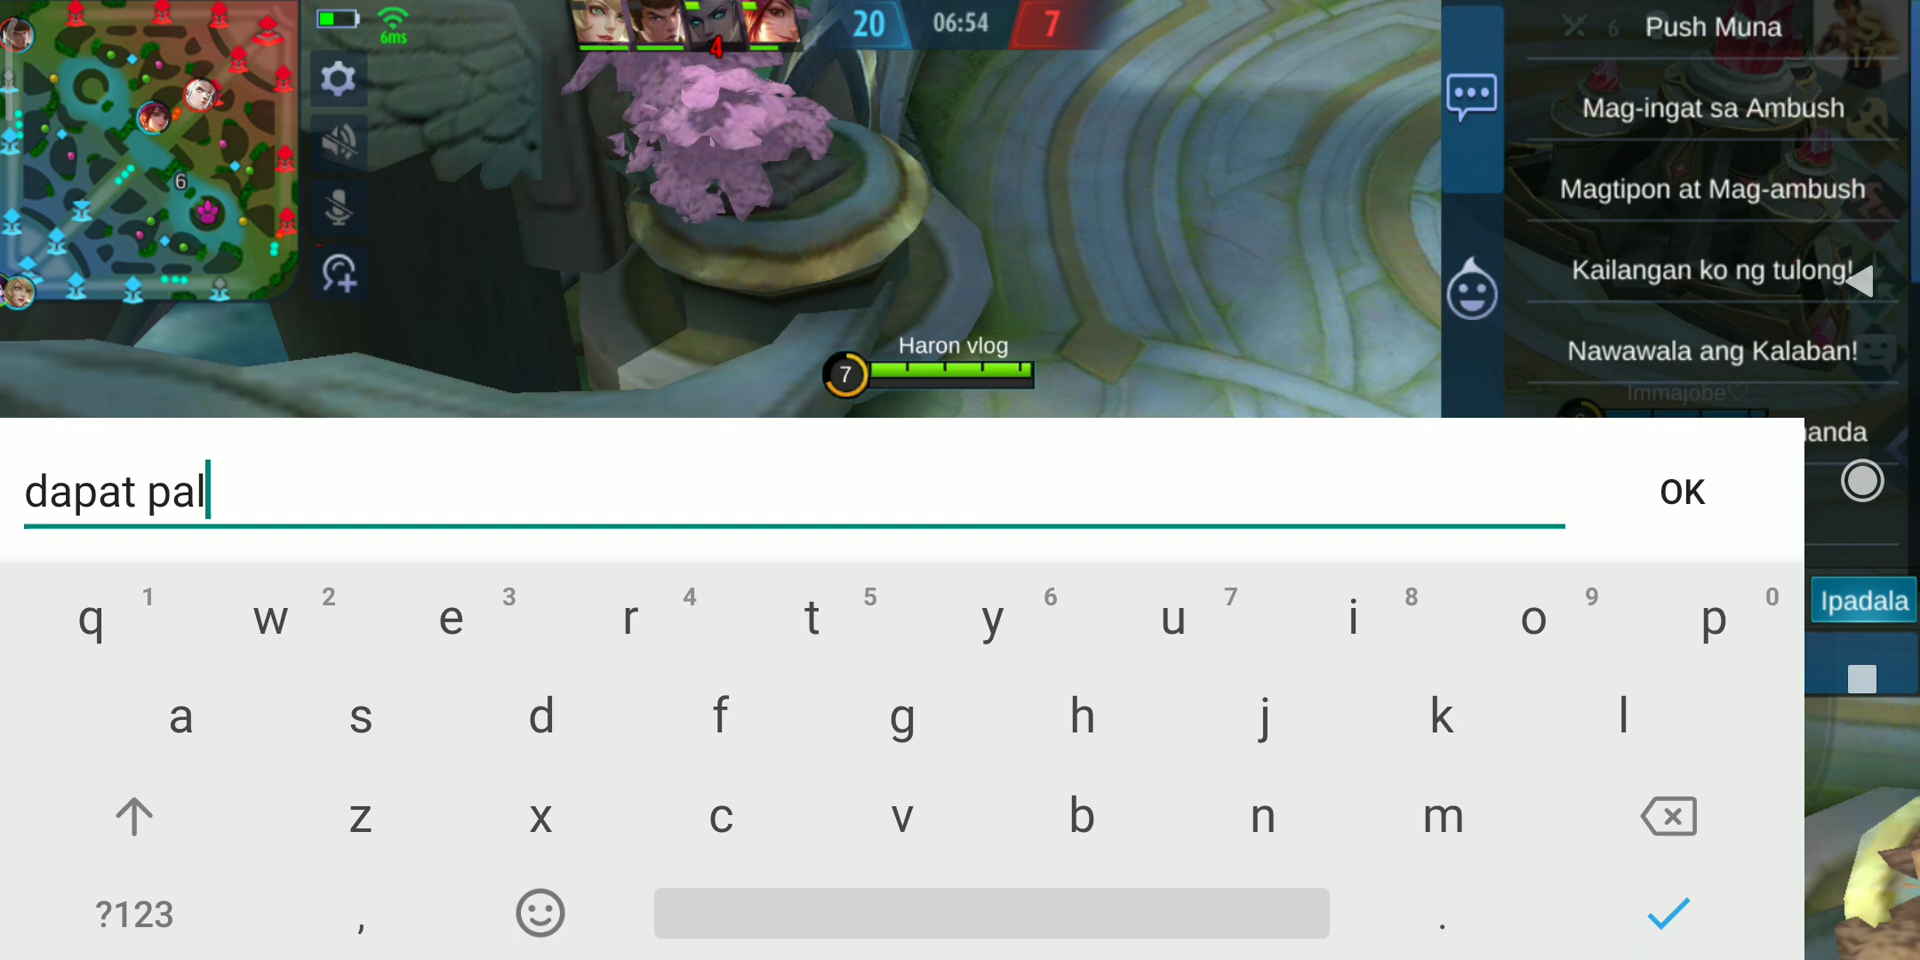 6ms
4
20
06:54
7
6
Push Muna
Mag-ingat sa Ambush
Magtipon at Mag-ambush
Kailangan ko ng tulong!
Nawawala ang Kalaban!
6
Haron vlog
7
Immajobe♡
anda
dapat pal
OK
Ipadala
q 1 w 2 e 3 r 4 t 5 y 6 u 7 i 8 o 9 p 0
a s d f g h j k l
z x c v b n m
?123 , .